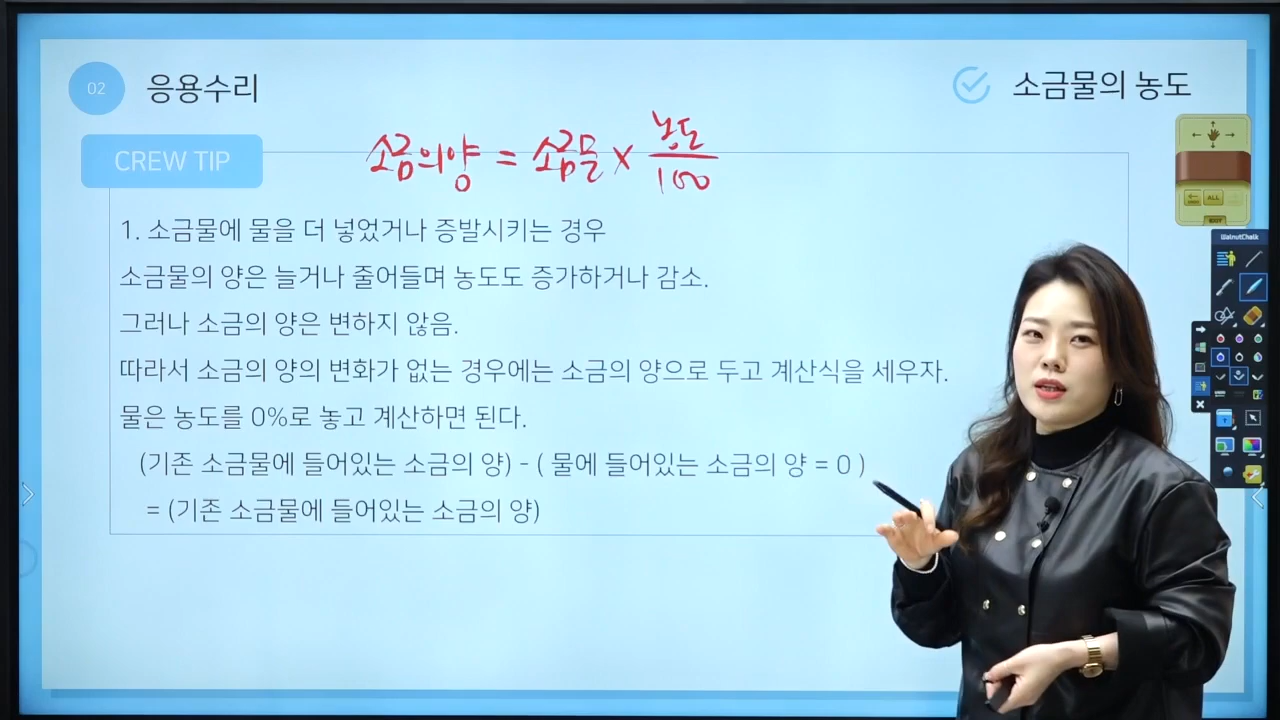 02 응용수리
소금물의 농도
CREW TIP
소금의양 = 소금물 × 농도/100
1. 소금물에 물을 더 넣었거나 증발시키는 경우
소금물의 양은 늘거나 줄어들며 농도도 증가하거나 감소.
그러나 소금의 양은 변하지 않음.
따라서 소금의 양의 변화가 없는 경우에는 소금의 양으로 두고 계산식을 세우자.
물은 농도를 0%로 놓고 계산하면 된다.
(기존 소금물에 들어있는 소금의 양) - ( 물에 들어있는 소금의 양 = 0 )
= (기존 소금물에 들어있는 소금의 양)
WalnutChalk
ALL
EXIT